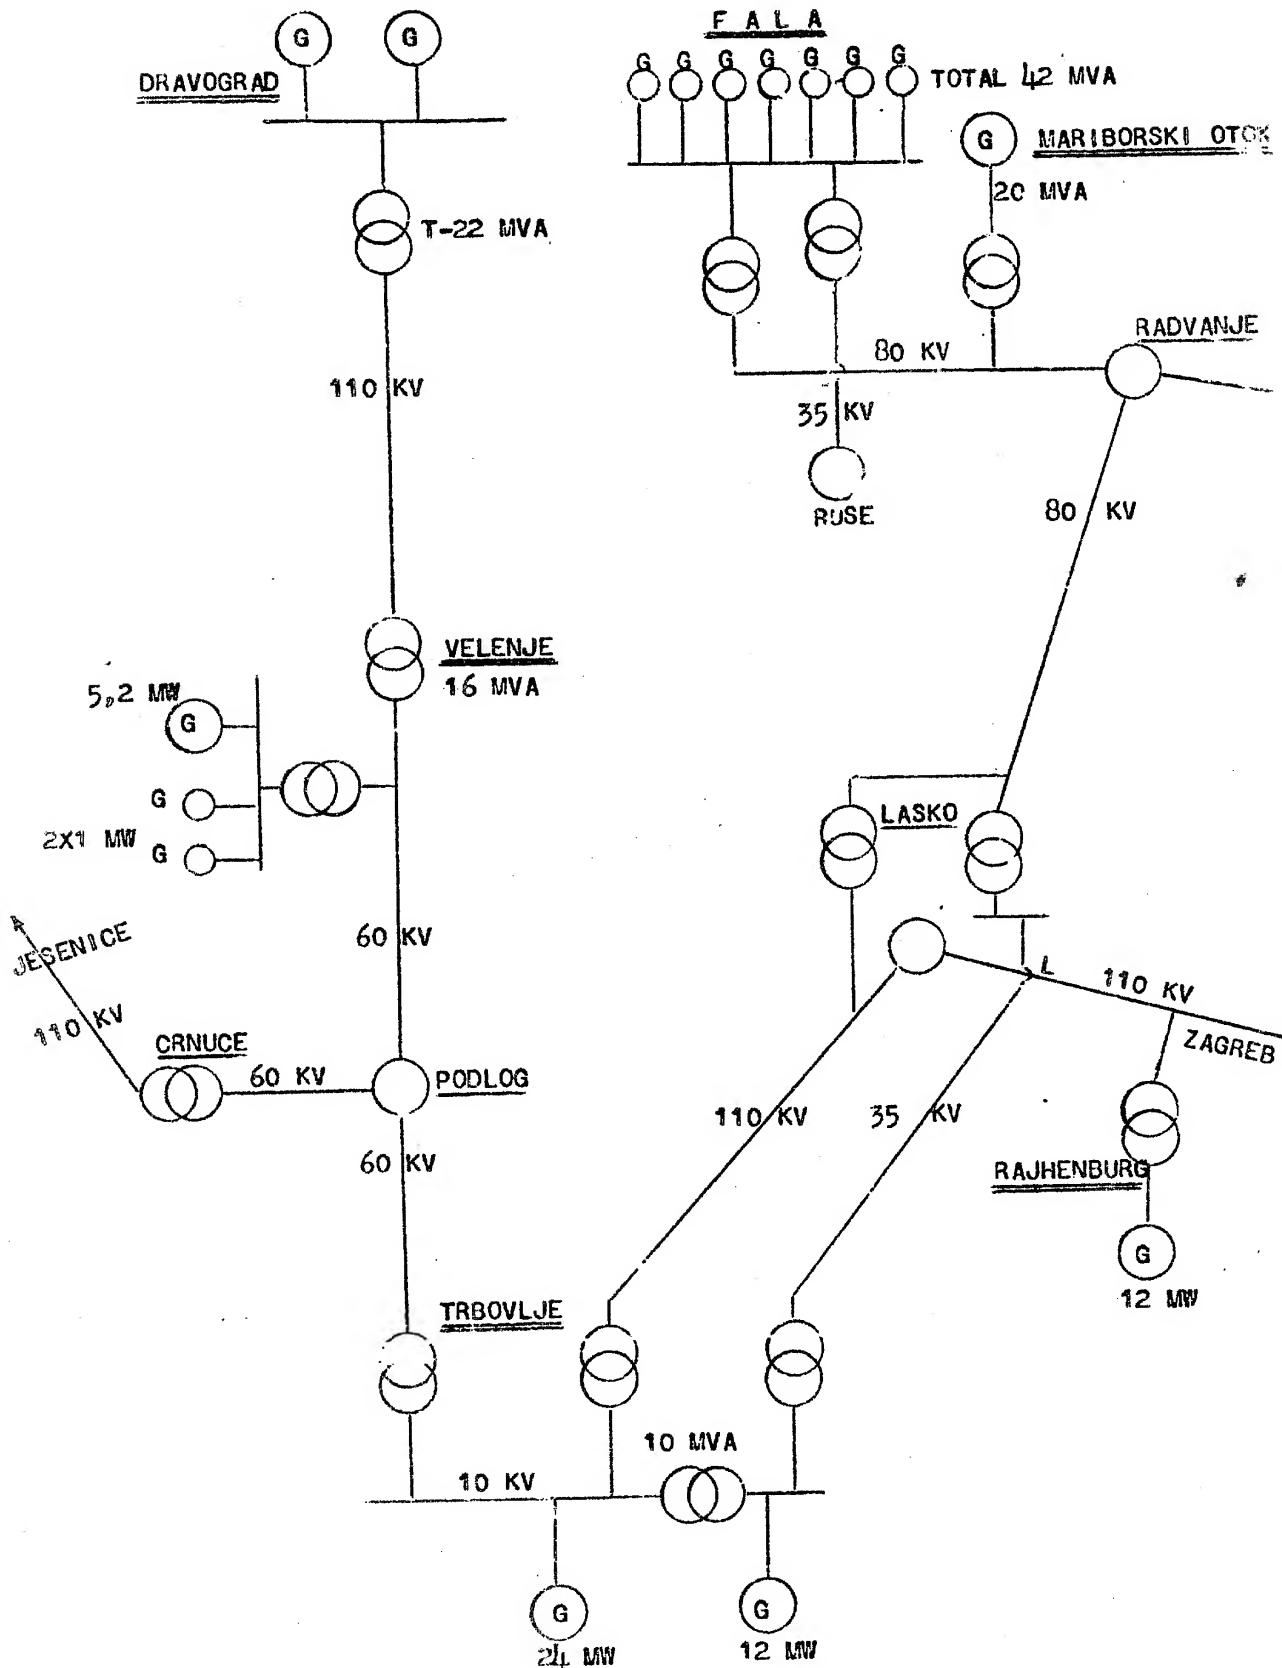 G G
DRAVOGRAD
T-22 MVA
110 KV
F A L A
G G G G G G G
TOTAL 42 MVA
G
MARIBORSKI OTOK
20 MVA
80 KV
RADVANJE
35 KV
RUSE
80 KV
VELENJE
16 MVA
5,2 MW
G
G
2X1 MW
G
60 KV
JESENICE
110 KV
CRNUCE
60 KV
PODLOG
60 KV
LASKO
L
110 KV
ZAGREB
110 KV
35 KV
RAJHENBURG
G
12 MW
TRBOVLJE
10 MVA
10 KV
G
24 MW
G
12 MW